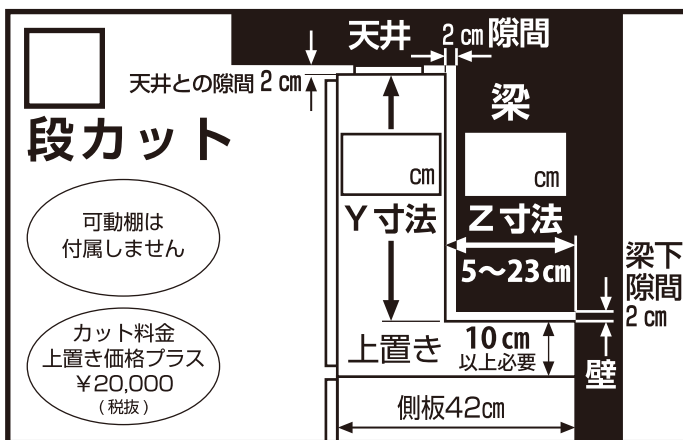 天井
2㎝隙間
天井との隙間2㎝
段カット
梁
cm
cm
可動棚は
付属しません
Y寸法
Z寸法
5〜23㎝
梁下
隙間
2㎝
カット料金
上置き価格プラス
¥20,000
(税抜)
上置き
10㎝
以上必要
壁
側板42㎝